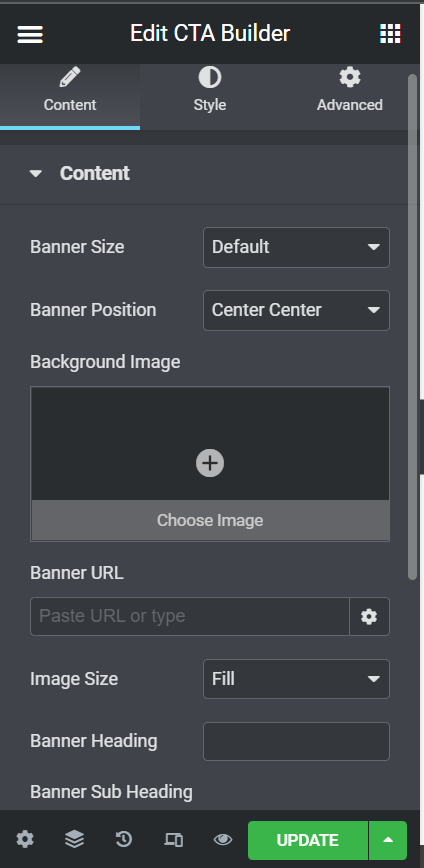 Edit CTA Builder
Content
Style
Advanced
Content
Banner Size
Default
Banner Position
Center Center
Background Image
Choose Image
Banner URL
Paste URL or type
Image Size
Fill
Banner Heading
Banner Sub Heading
UPDATE